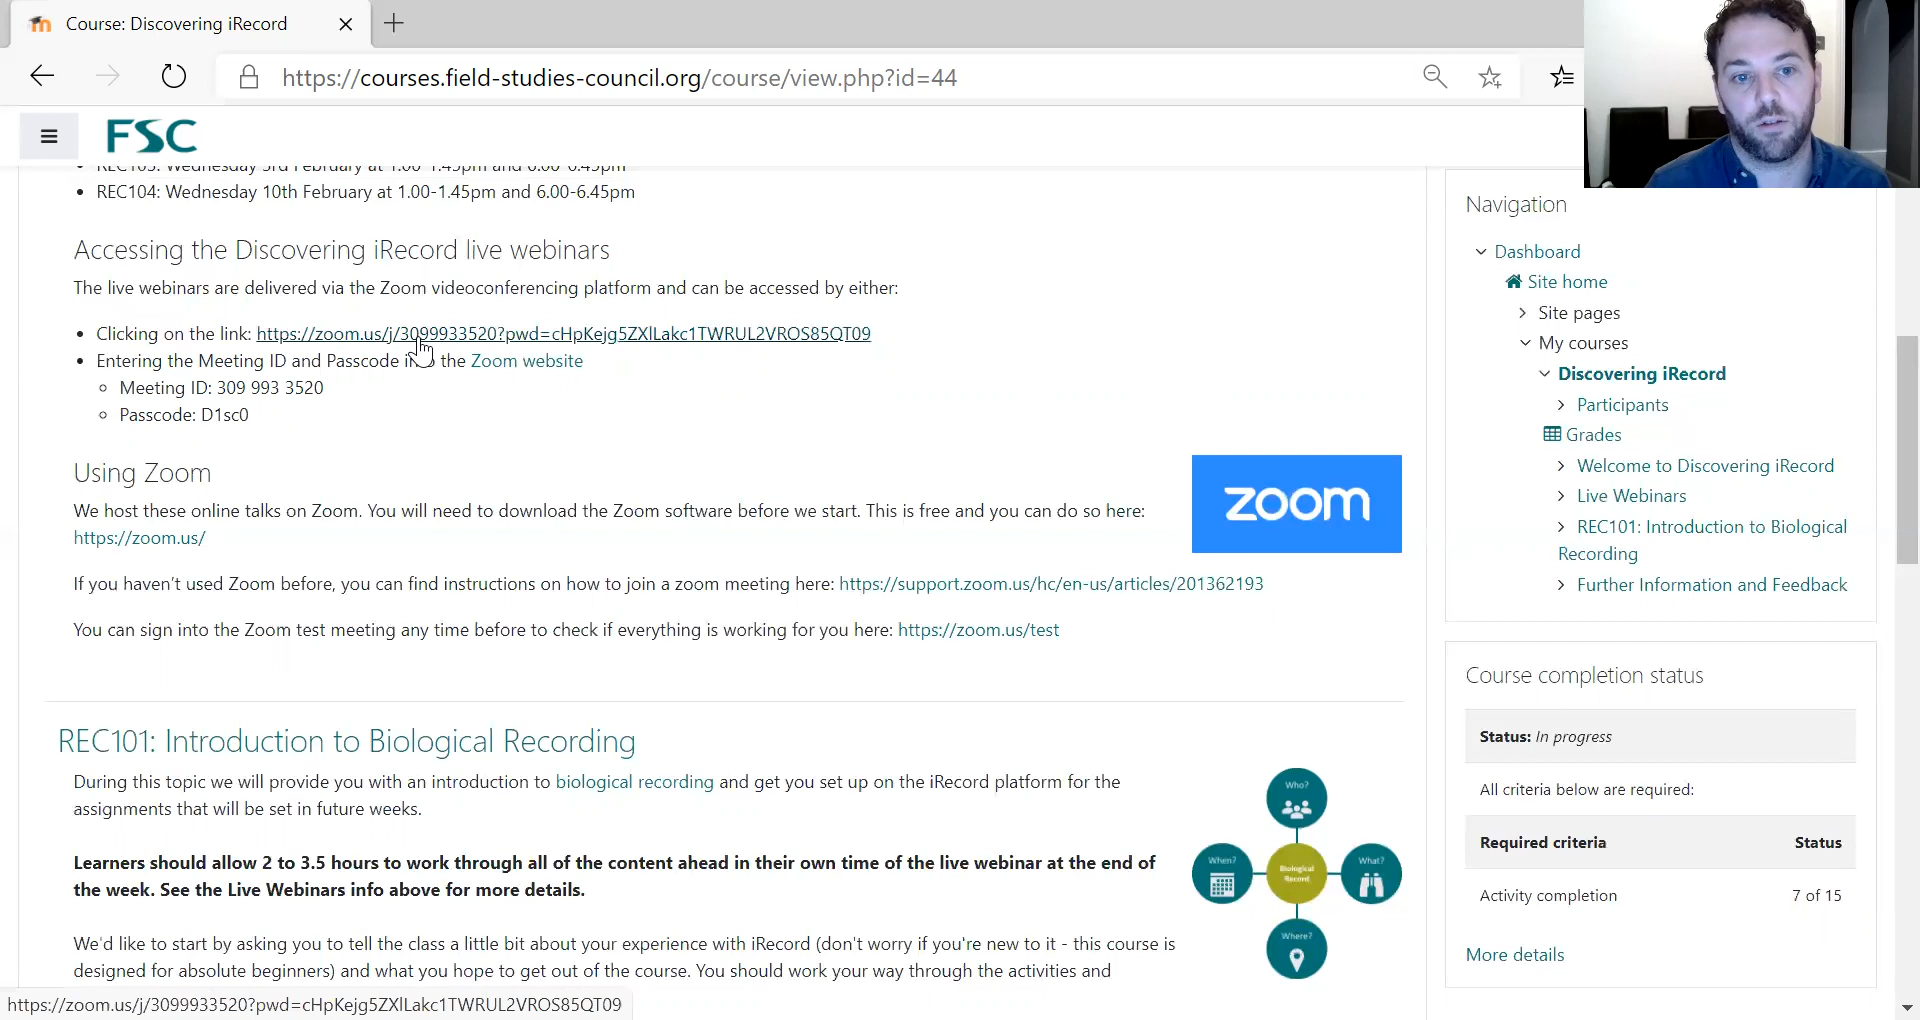 Course: Discovering iRecord
https://courses.field-studies-council.org/course/view.php?id=44
FSC
REC103: Wednesday 3rd February at 1.00-1.45pm and 6.00-6.45pm
REC104: Wednesday 10th February at 1.00-1.45pm and 6.00-6.45pm
Accessing the Discovering iRecord live webinars
The live webinars are delivered via the Zoom videoconferencing platform and can be accessed by either:
Clicking on the link: https://zoom.us/j/3099933520?pwd=cHpKejg5ZXlLakc1TWRUL2VROS85QT09
Entering the Meeting ID and Passcode into the Zoom website
Meeting ID: 309 993 3520
Passcode: D1sc0
Using Zoom
We host these online talks on Zoom. You will need to download the Zoom software before we start. This is free and you can do so here:
https://zoom.us/
zoom
If you haven't used Zoom before, you can find instructions on how to join a zoom meeting here: https://support.zoom.us/hc/en-us/articles/201362193
You can sign into the Zoom test meeting any time before to check if everything is working for you here: https://zoom.us/test
REC101: Introduction to Biological Recording
During this topic we will provide you with an introduction to biological recording and get you set up on the iRecord platform for the
assignments that will be set in future weeks.
Learners should allow 2 to 3.5 hours to work through all of the content ahead in their own time of the live webinar at the end of
the week. See the Live Webinars info above for more details.
We'd like to start by asking you to tell the class a little bit about your experience with iRecord (don't worry if you're new to it - this course is
designed for absolute beginners) and what you hope to get out of the course. You should work your way through the activities and
Who?
When?
Biological
Record
What?
Where?
https://zoom.us/j/3099933520?pwd=cHpKejg5ZXlLakc1TWRUL2VROS85QT09
Navigation
Dashboard
Site home
Site pages
My courses
Discovering iRecord
Participants
Grades
Welcome to Discovering iRecord
Live Webinars
REC101: Introduction to Biological
Recording
Further Information and Feedback
Course completion status
Status: In progress
All criteria below are required:
Required criteria Status
Activity completion 7 of 15
More details